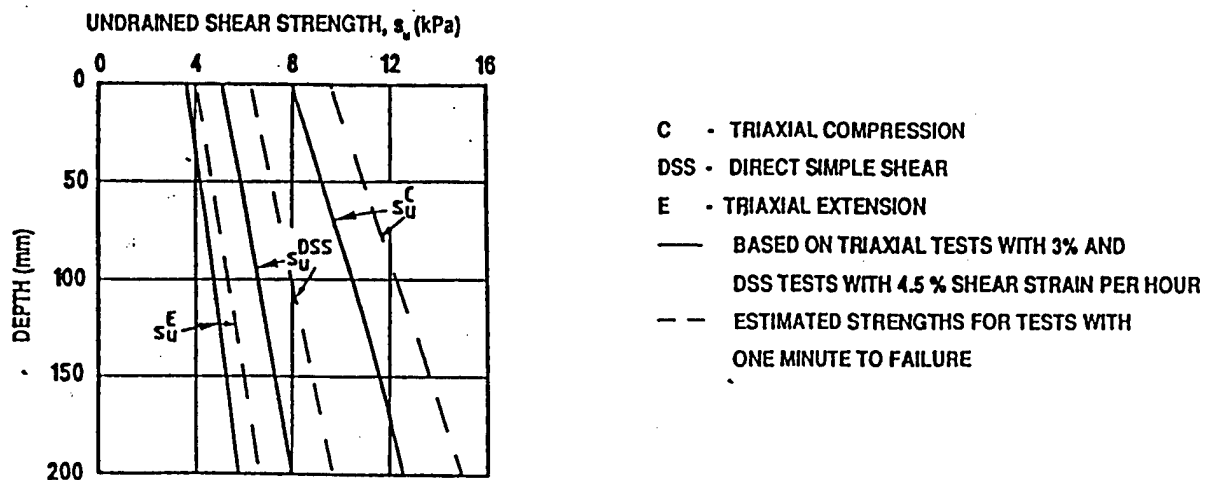 UNDRAINED SHEAR STRENGTH, s_u (kPa)
0 4 8 12 16
0
50
100
150
200
DEPTH (mm)
s_u^C
s_u^DSS
s_u^E
C - TRIAXIAL COMPRESSION
DSS - DIRECT SIMPLE SHEAR
E - TRIAXIAL EXTENSION
BASED ON TRIAXIAL TESTS WITH 3% AND
DSS TESTS WITH 4.5 % SHEAR STRAIN PER HOUR
ESTIMATED STRENGTHS FOR TESTS WITH
ONE MINUTE TO FAILURE